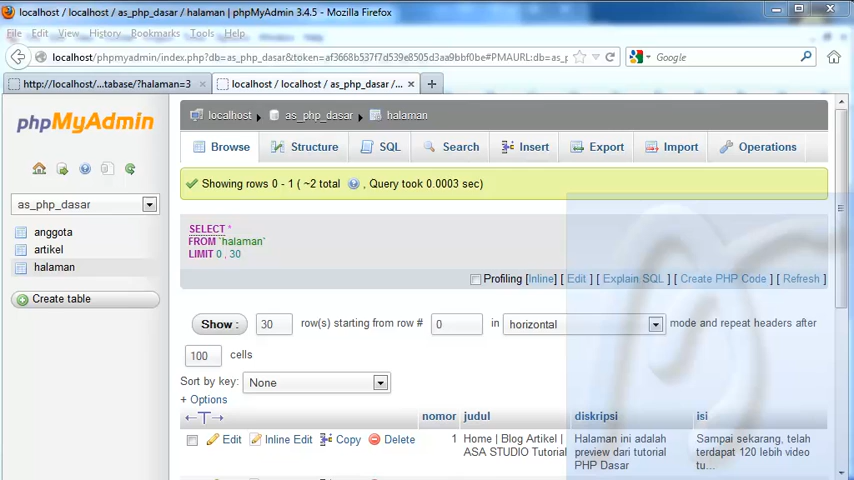 localhost / localhost / as_php_dasar / halaman | phpMyAdmin 3.4.5 - Mozilla Firefox
File Edit View History Bookmarks Tools Help
localhost/phpmyadmin/index.php?db=as_php_dasar&token=af3668b537f7d539e8505d3aa9bbf0be#PMAURL:db=as_p
Google
http://localhost/...tabase/?halaman=3
localhost / localhost / as_php_dasar /...
phpMyAdmin
localhost as_php_dasar halaman
Browse Structure SQL Search Insert Export Import Operations
Showing rows 0 - 1 ( ~2 total , Query took 0.0003 sec)
as_php_dasar
anggota
artikel
halaman
Create table
SELECT *
FROM `halaman`
LIMIT 0 , 30
Profiling [Inline] [ Edit ] [ Explain SQL ] [ Create PHP Code ] [ Refresh ]
Show : 30 row(s) starting from row # 0 in horizontal mode and repeat headers after
100 cells
Sort by key: None
+ Options
←T→ nomor judul diskripsi isi
Edit Inline Edit Copy Delete 1 Home | Blog Artikel | Halaman ini adalah Sampai sekarang, telah
ASA STUDIO Tutorial preview dari tutorial terdapat 120 lebih video
PHP Dasar tu...